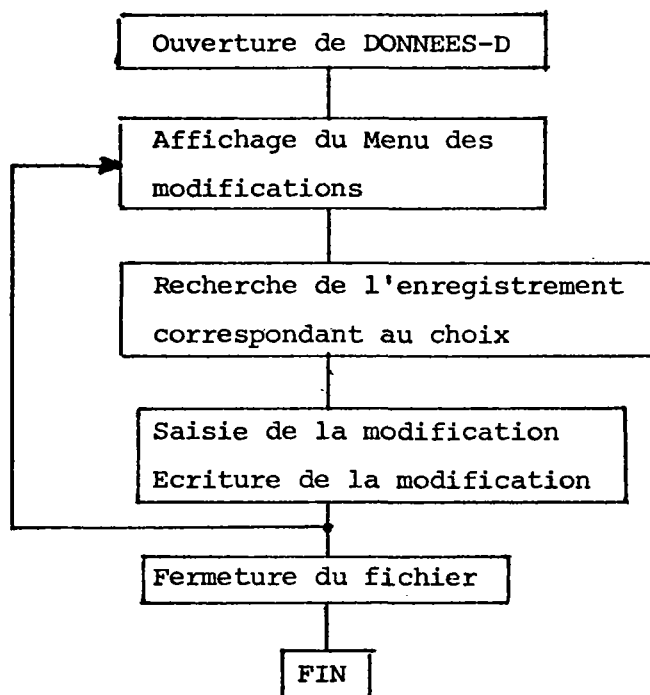 Ouverture de DONNEES-D
Affichage du Menu des
modifications
Recherche de l'enregistrement
correspondant au choix
Saisie de la modification
Ecriture de la modification
Fermeture du fichier
FIN